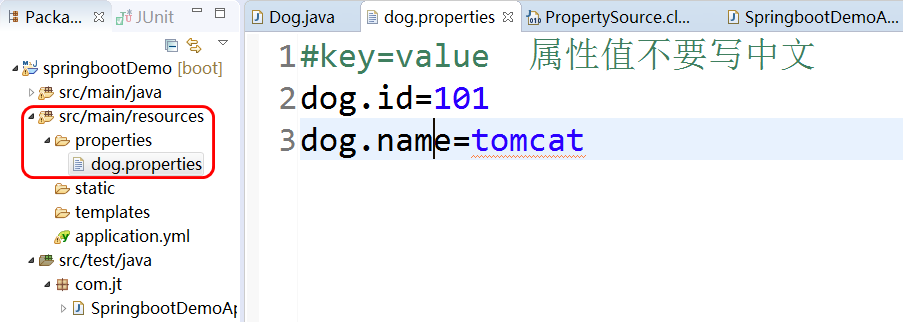 Packa...
JUnit
springbootDemo [boot]
src/main/java
src/main/resources
properties
dog.properties
static
templates
application.yml
src/test/java
com.jt
SpringbootDemoAp
Dog.java
dog.properties
PropertySource.cl...
SpringbootDemoA...
1 #key=value 属性值不要写中文
2 dog.id=101
3 dog.name=tomcat